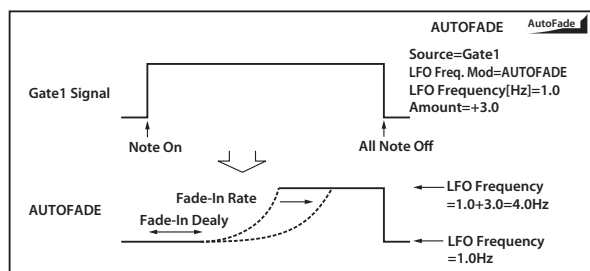 AUTOFADE
AutoFade
Source=Gate1
LFO Freq. Mod=AUTOFADE
LFO Frequency[Hz]=1.0
Amount=+3.0
Gate1 Signal
Note On
All Note Off
AUTOFADE
Fade-In Rate
Fade-In Dealy
LFO Frequency
=1.0+3.0=4.0Hz
LFO Frequency
=1.0Hz